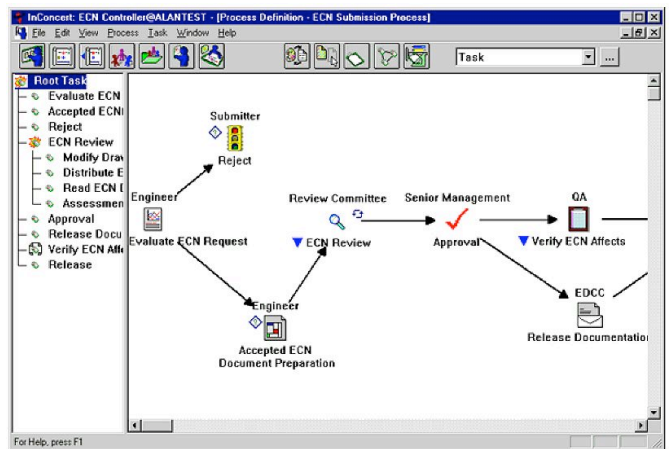 InConcert: ECN Controller@ALANTEST - [Process Definition - ECN Submission Process]
File Edit View Process Task Window Help
Task
...
Root Task
Evaluate ECN
Accepted ECN
Reject
ECN Review
Modify Draw
Distribute E
Read ECN D
Assessmen
Approval
Release Docu
Verify ECN Affe
Release
Submitter
Reject
Engineer
Evaluate ECN Request
Engineer
Accepted ECN
Document Preparation
Review Committee
ECN Review
Senior Management
Approval
QA
Verify ECN Affects
EDCC
Release Documentation
For Help, press F1